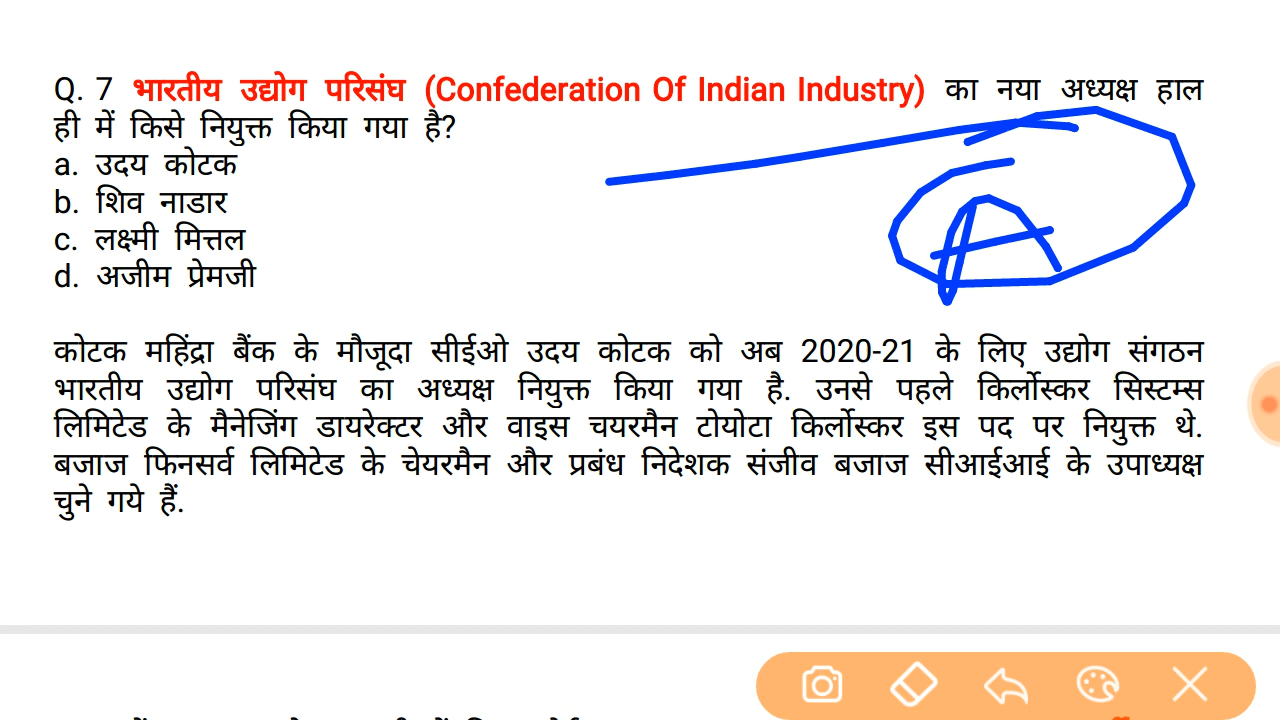 Q. 7 भारतीय उद्योग परिसंघ (Confederation Of Indian Industry) का नया अध्यक्ष हाल
ही में किसे नियुक्त किया गया है?
a. उदय कोटक
b. शिव नाडार
c. लक्ष्मी मित्तल
d. अजीम प्रेमजी
A
कोटक महिंद्रा बैंक के मौजूदा सीईओ उदय कोटक को अब 2020-21 के लिए उद्योग संगठन
भारतीय उद्योग परिसंघ का अध्यक्ष नियुक्त किया गया है. उनसे पहले किर्लोस्कर सिस्टम्स
लिमिटेड के मैनेजिंग डायरेक्टर और वाइस चयरमैन टोयोटा किर्लोस्कर इस पद पर नियुक्त थे.
बजाज फिनसर्व लिमिटेड के चेयरमैन और प्रबंध निदेशक संजीव बजाज सीआईआई के उपाध्यक्ष
चुने गये हैं.